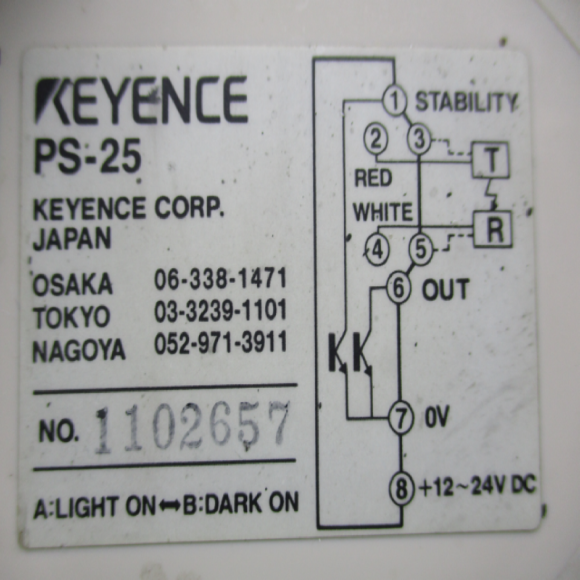 KEYENCE
PS-25
KEYENCE CORP.
JAPAN
OSAKA 06-338-1471
TOKYO 03-3239-1101
NAGOYA 052-971-3911
NO. 1102657
A:LIGHT ON↔B:DARK ON
1 STABILITY
2 3 T
RED
WHITE R
4 5
6 OUT
7 0V
8 +12~24V DC